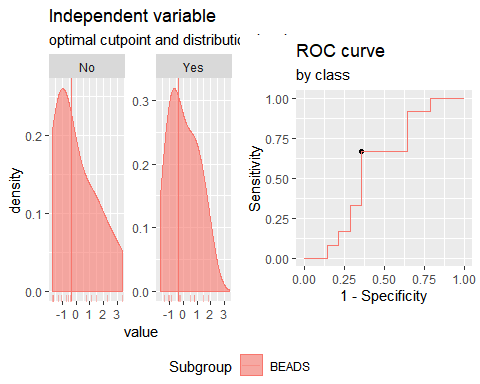 Independent variable
optimal cutpoint and distributio
No
Yes
0.0
0.1
0.2
0.0
0.1
0.2
0.3
-1 0 1 2 3
-1 0 1 2 3
density
value
ROC curve
by class
1.00
0.75
0.50
0.25
0.00
0.00 0.25 0.50 0.75 1.00
Sensitivity
1 - Specificity
Subgroup
BEADS